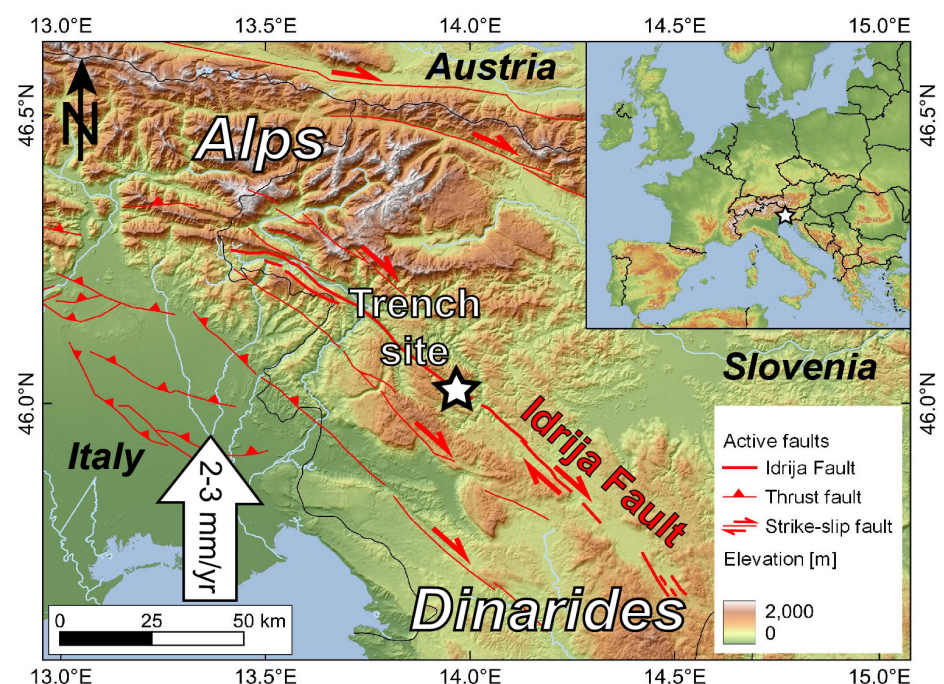 13.0°E
13.5°E
14.0°E
14.5°E
15.0°E
46.5°N
46.5°N
N
Austria
Alps
Trench
site
Slovenia
46.0°N
46.0°N
Idrija Fault
Italy
2-3 mm/yr
Dinarides
Active faults
Idrija Fault
Thrust fault
Strike-slip fault
Elevation [m]
2,000
0
0 25 50 km
13.0°E
13.5°E
14.0°E
14.5°E
15.0°E